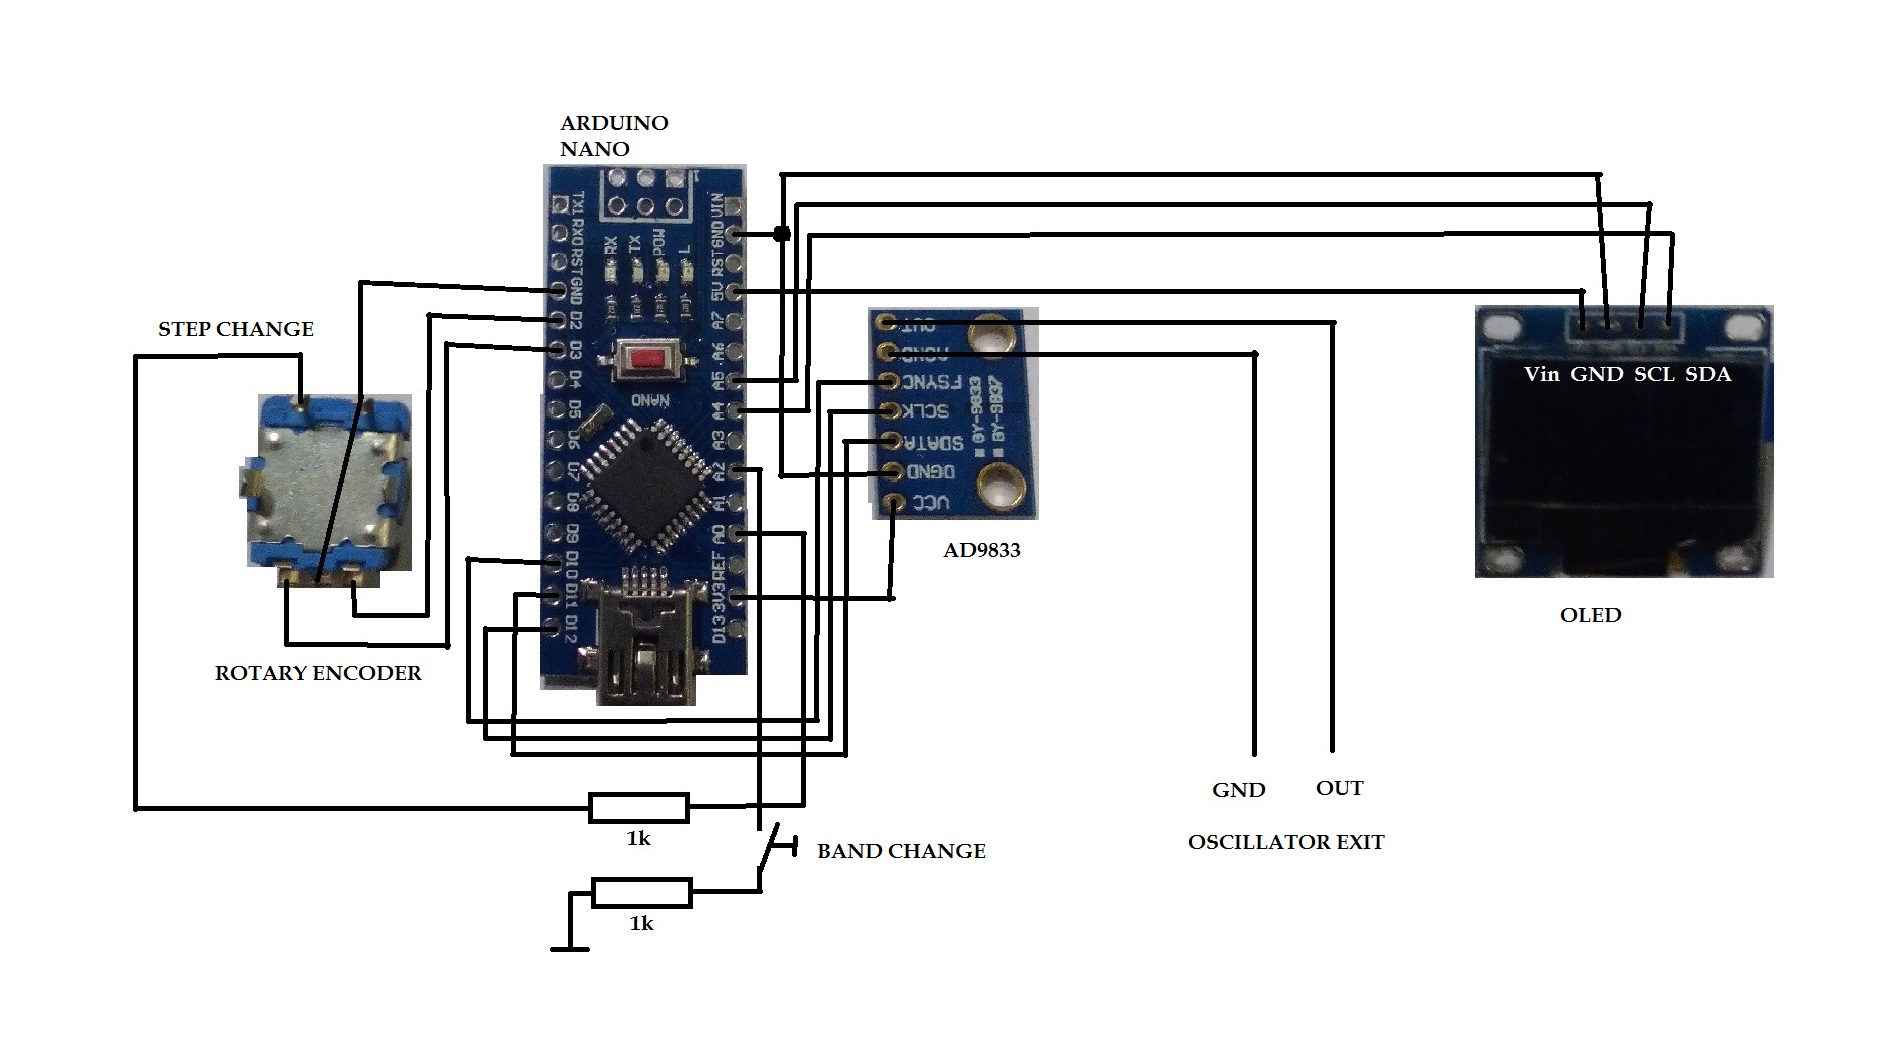 ARDUINO
NANO
1
TX1
RX0
RST
GND
D2
D3
D4
D5
D6
D7
D8
D9
D10
D11
D12
RX
TX
POW
L
NANO
VIN
GND
RST
5V
A7
A6
A5
A4
A3
A2
A1
A0
REF
3V3
D13
STEP CHANGE
ROTARY ENCODER
OUT
AGND
FSYNC
SCLK
SDATA
DGND
VCC
GY-9833
BY-9837
AD9833
Vin GND SCL SDA
OLED
GND OUT
OSCILLATOR EXIT
1k
BAND CHANGE
1k